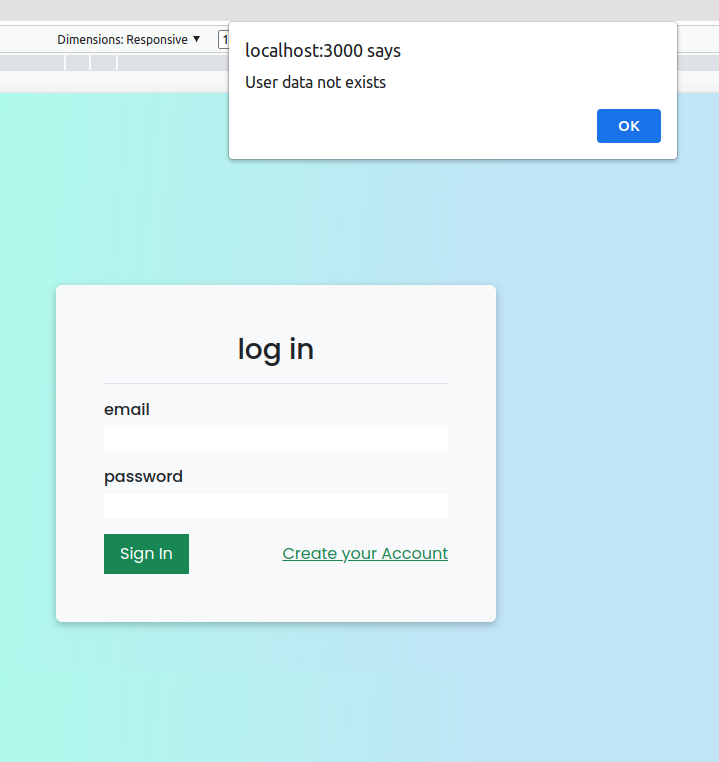 Dimensions: Responsive ▼ 1
localhost:3000 says
User data not exists
OK
log in
email
password
Sign In Create your Account